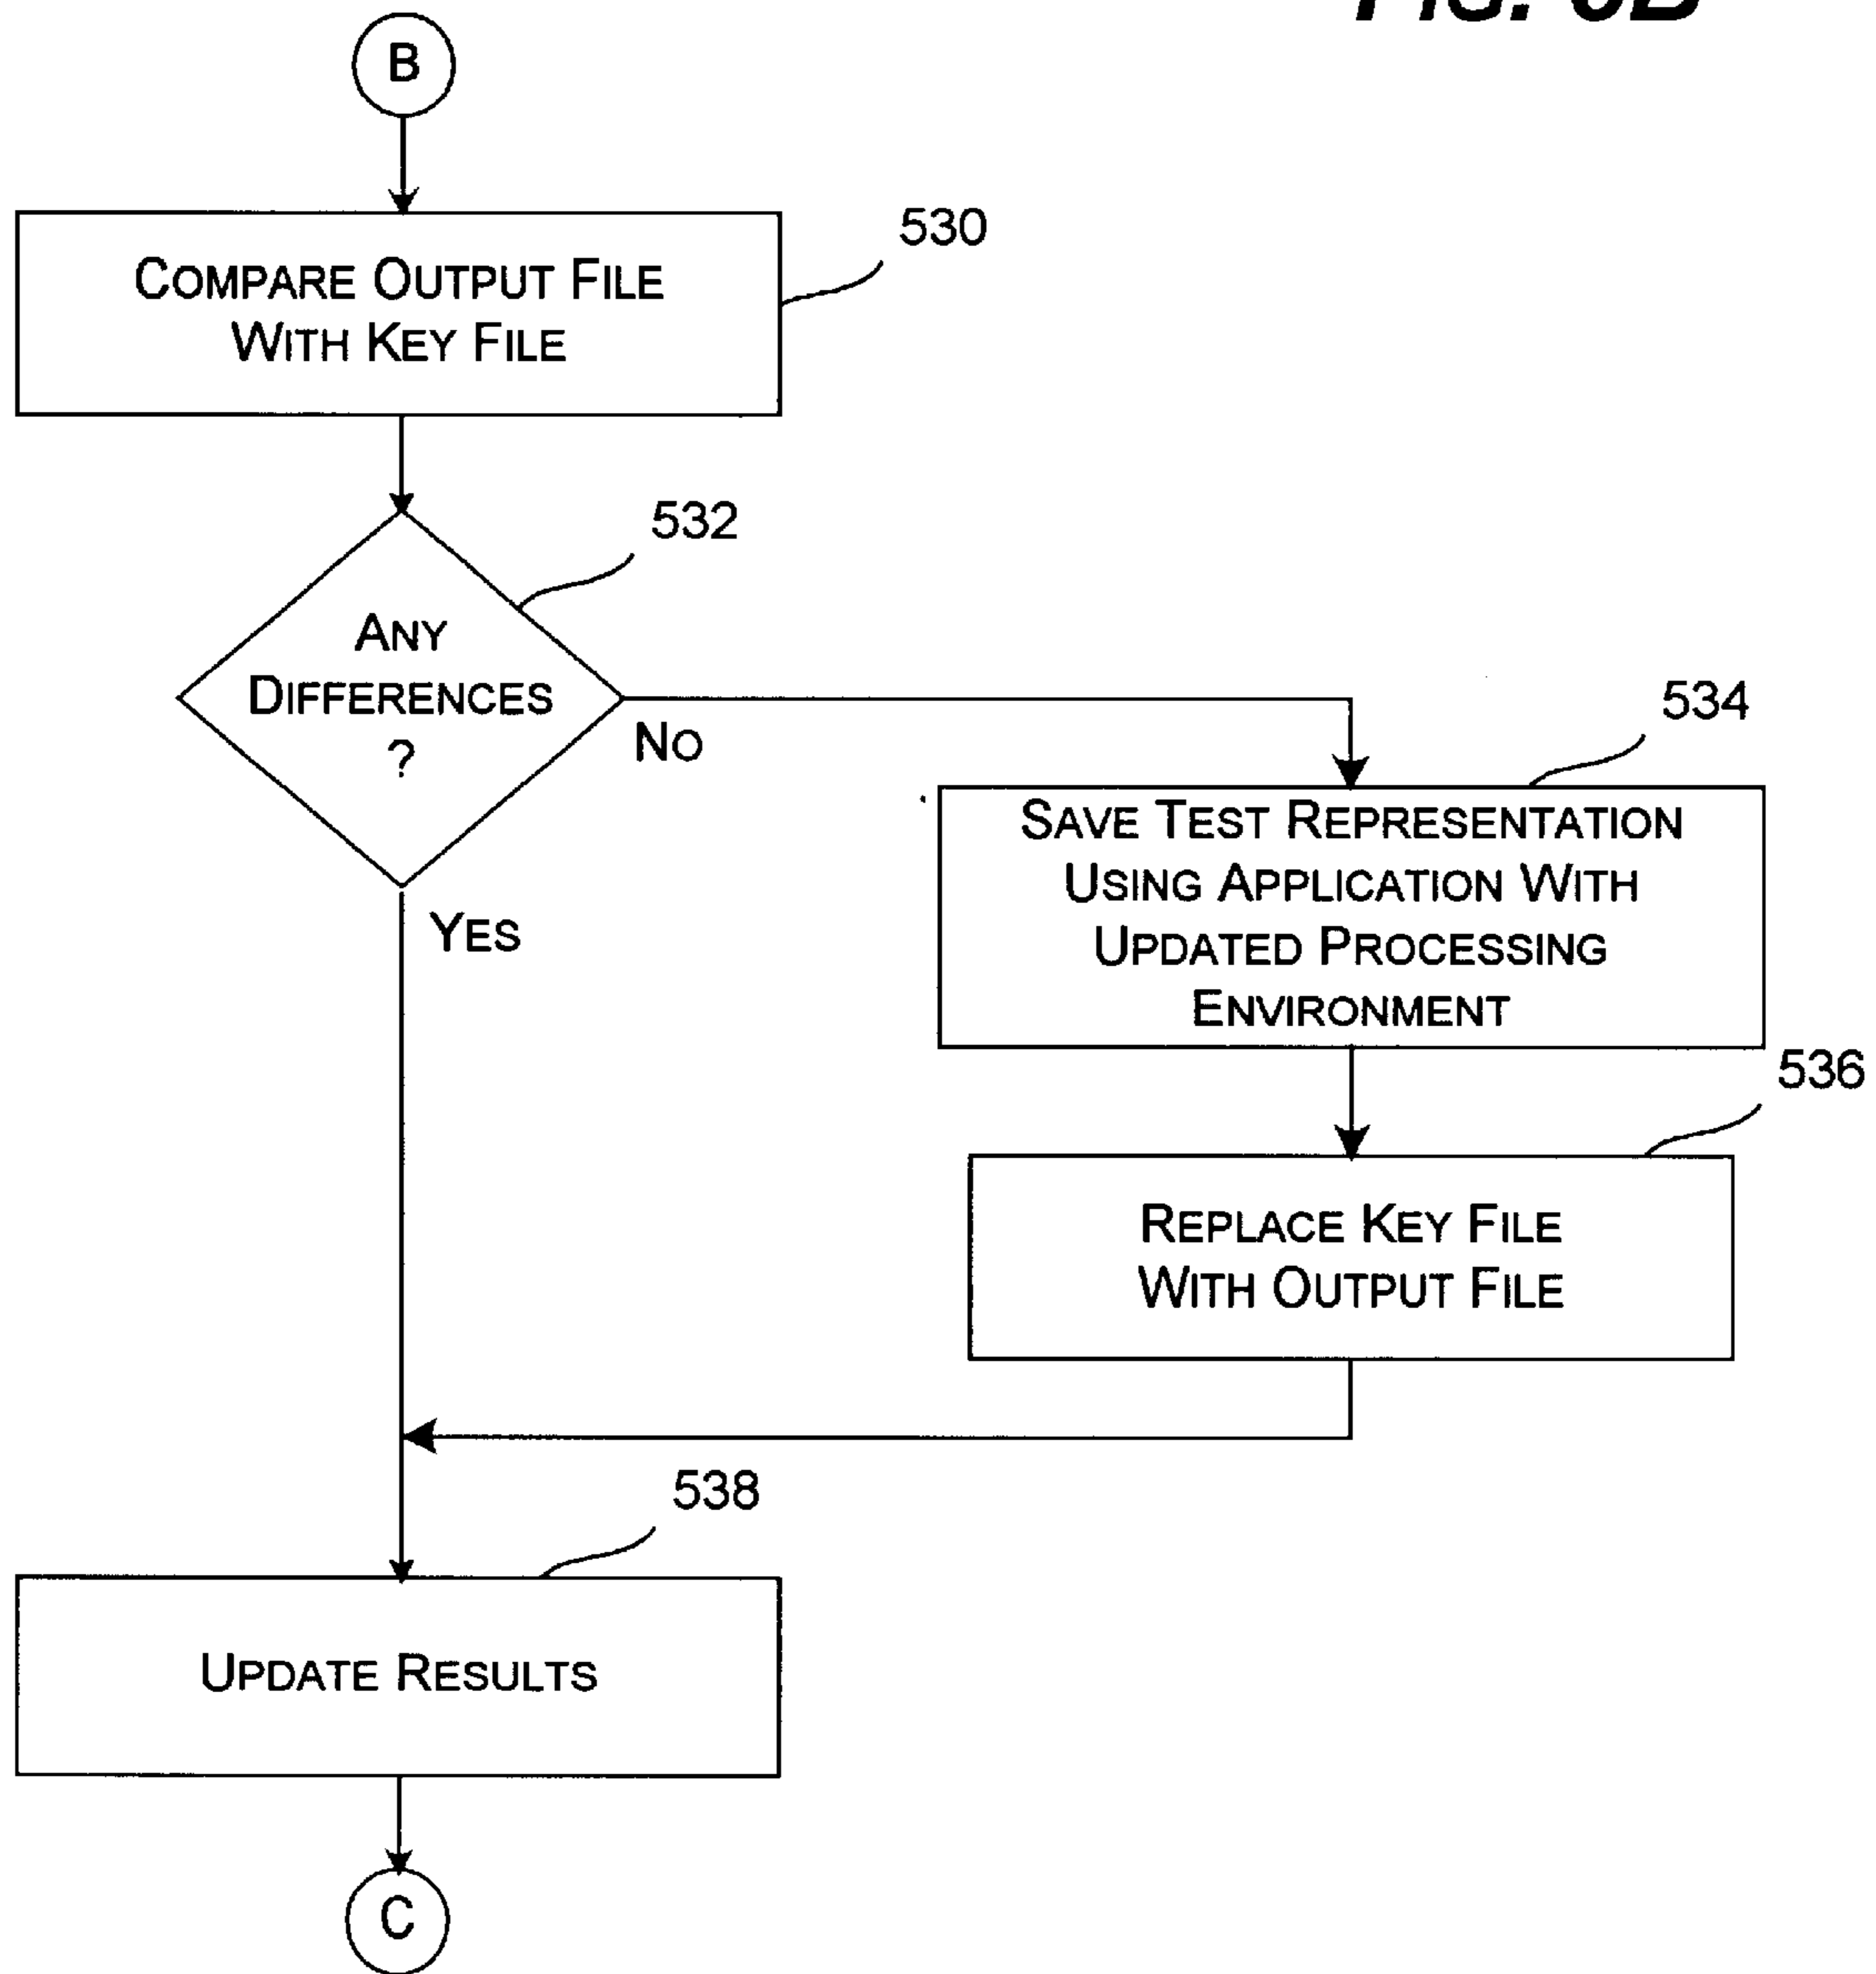 FIG.
B
530
COMPARE OUTPUT FILE
WITH KEY FILE
532
ANY
DIFFERENCES
?
NO
YES
534
SAVE TEST REPRESENTATION
USING APPLICATION WITH
UPDATED PROCESSING
ENVIRONMENT
536
REPLACE KEY FILE
WITH OUTPUT FILE
538
UPDATE RESULTS
C